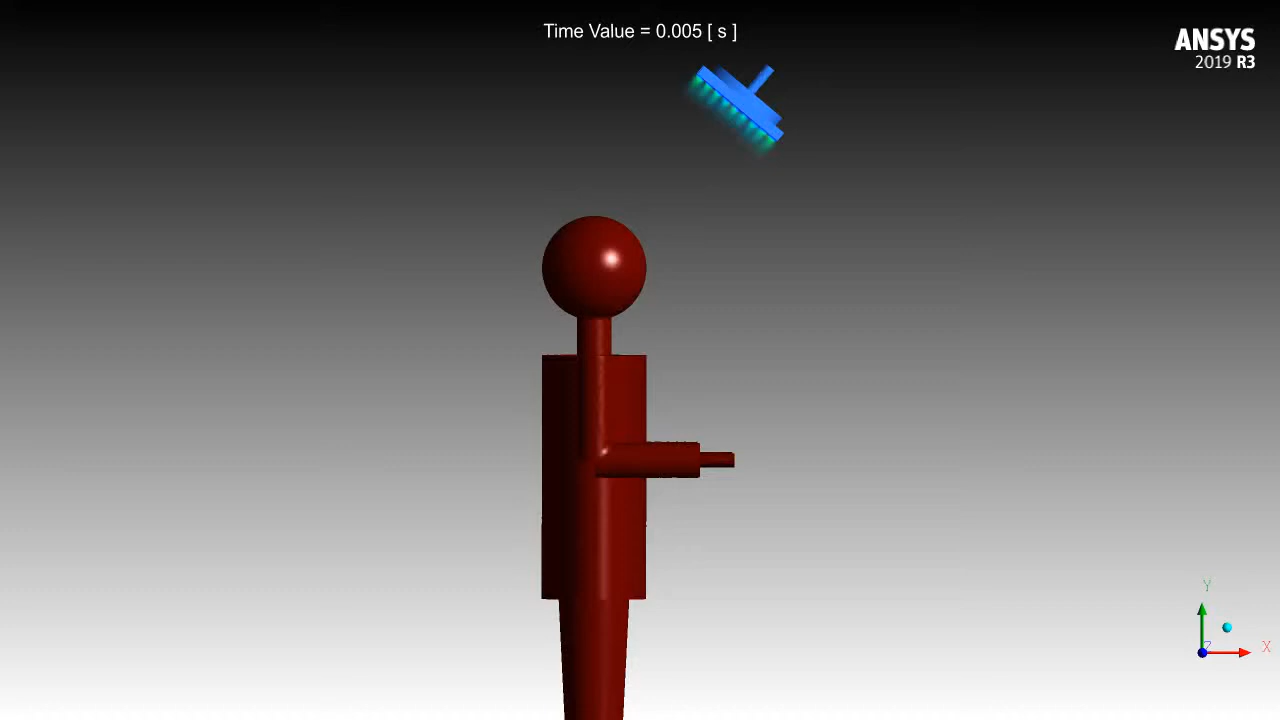 Time Value = 0.005 [ s ]
ANSYS
2019 R3
Y
Z
X